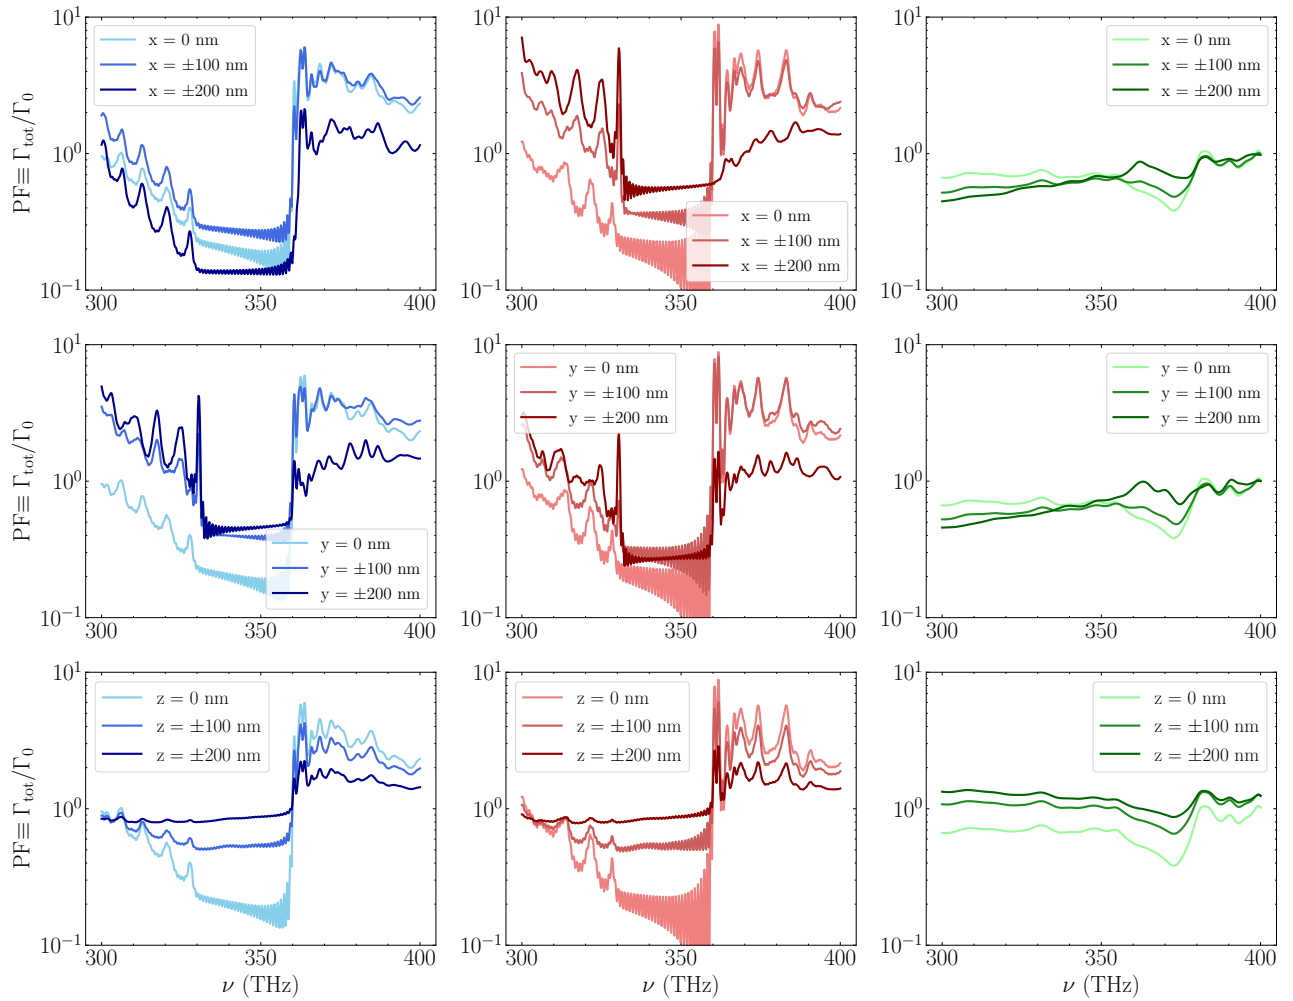 10^1
10^0
10^-1
PF≡ Γ_tot/Γ_0
x = 0 nm
x = ±100 nm
x = ±200 nm
300
350
400
x = 0 nm
x = ±100 nm
x = ±200 nm
10^1
10^0
10^-1
300
350
400
x = 0 nm
x = ±100 nm
x = ±200 nm
10^1
10^0
10^-1
300
350
400
10^1
10^0
10^-1
PF≡ Γ_tot/Γ_0
y = 0 nm
y = ±100 nm
y = ±200 nm
300
350
400
10^1
10^0
10^-1
y = 0 nm
y = ±100 nm
y = ±200 nm
300
350
400
10^1
10^0
10^-1
y = 0 nm
y = ±100 nm
y = ±200 nm
300
350
400
10^1
10^0
10^-1
PF≡ Γ_tot/Γ_0
z = 0 nm
z = ±100 nm
z = ±200 nm
300
350
400
ν (THz)
10^1
10^0
10^-1
z = 0 nm
z = ±100 nm
z = ±200 nm
300
350
400
ν (THz)
10^1
10^0
10^-1
z = 0 nm
z = ±100 nm
z = ±200 nm
300
350
400
ν (THz)